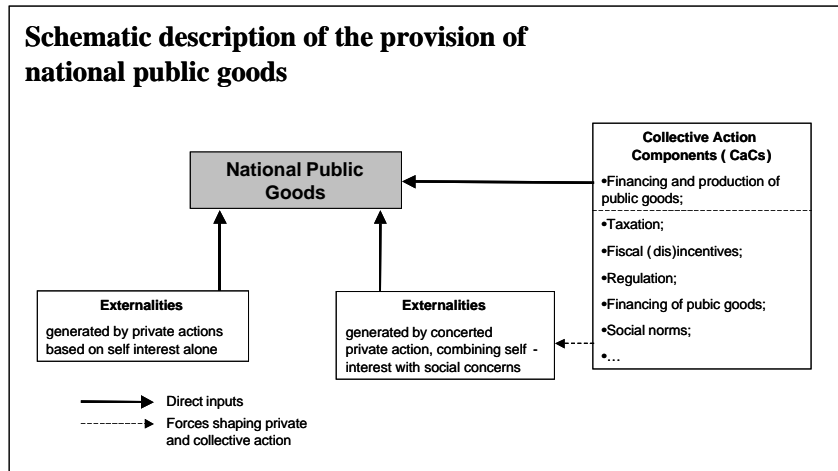 Schematic description of the provision of
national public goods
National Public
Goods
Collective Action
Components ( CaCs)
•Financing and production of
public goods;
•Taxation;
•Fiscal (dis)incentives;
•Regulation;
•Financing of pubic goods;
•Social norms;
•...
Externalities
generated by private actions
based on self interest alone
Externalities
generated by concerted
private action, combining self -
interest with social concerns
Direct inputs
Forces shaping private
and collective action